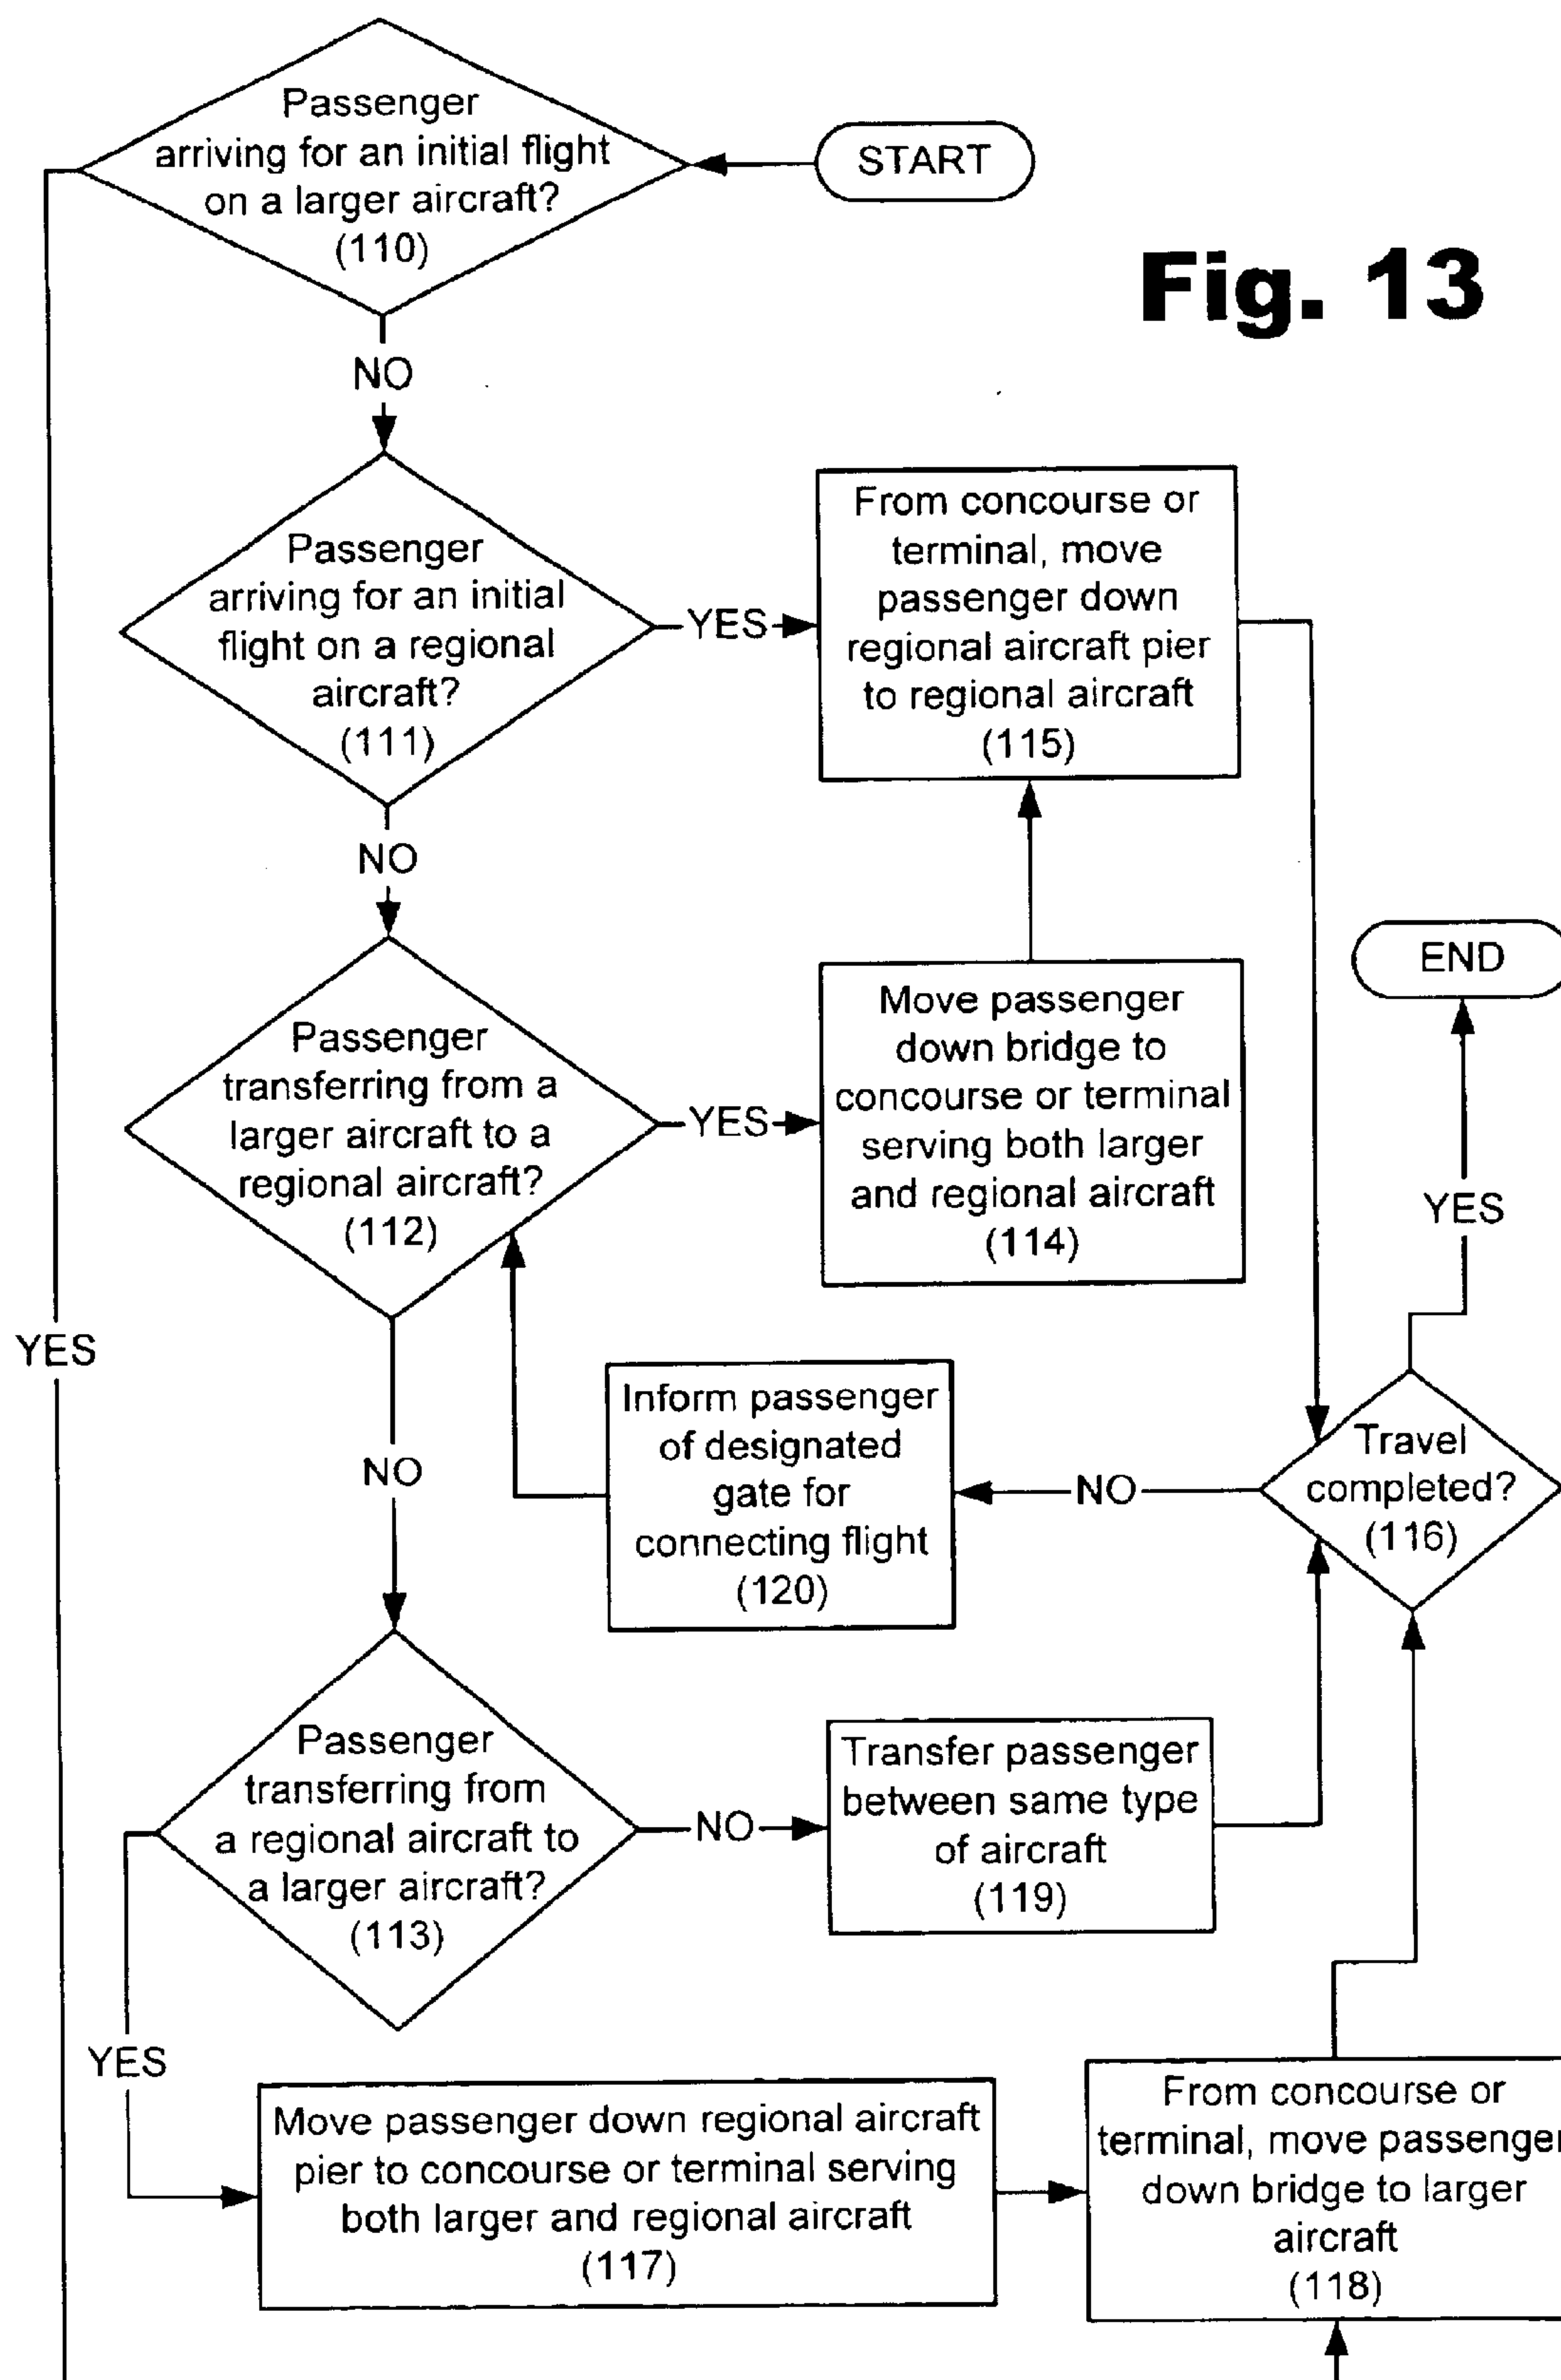 Passenger
arriving for an initial flight
on a larger aircraft?
(110)
START
Fig. 13
NO
Passenger
arriving for an initial
flight on a regional
aircraft?
(111)
YES
From concourse or
terminal, move
passenger down
regional aircraft pier
to regional aircraft
(115)
NO
Passenger
transferring from a
larger aircraft to a
regional aircraft?
(112)
YES
Move passenger
down bridge to
concourse or terminal
serving both larger
and regional aircraft
(114)
END
YES
YES
NO
Inform passenger
of designated
gate for
connecting flight
(120)
NO
Travel
completed?
(116)
Passenger
transferring from
a regional aircraft to
a larger aircraft?
(113)
NO
Transfer passenger
between same type
of aircraft
(119)
YES
Move passenger down regional aircraft
pier to concourse or terminal serving
both larger and regional aircraft
(117)
From concourse or
terminal, move passenger
down bridge to larger
aircraft
(118)